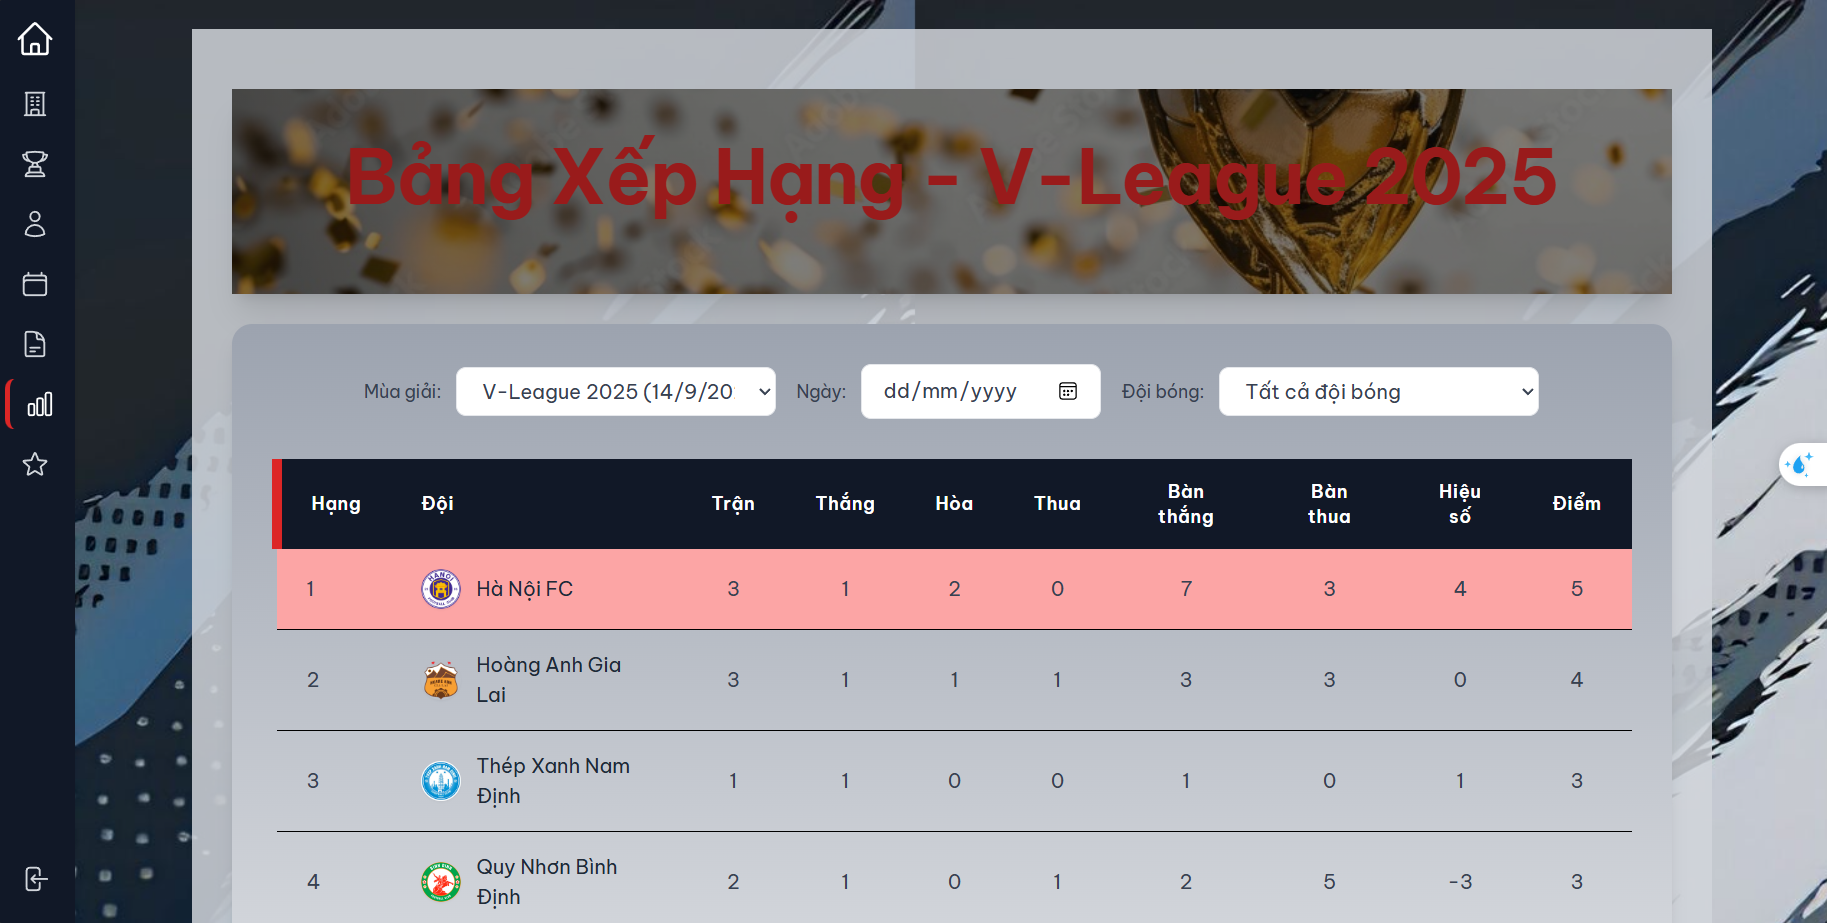 Bảng Xếp Hạng - V-League 2025
Mùa giải: V-League 2025 (14/9/20 Ngày: dd/mm/yyyy Đội bóng: Tất cả đội bóng
Hạng Đội Trận Thắng Hòa Thua Bàn thắng Bàn thua Hiệu số Điểm
1 HANOI Hà Nội FC 3 1 2 0 7 3 4 5
2 Hoàng Anh Gia Lai 3 1 1 1 3 3 0 4
3 Thép Xanh Nam Định 1 1 0 0 1 0 1 3
4 Quy Nhơn Bình Định 2 1 0 1 2 5 -3 3